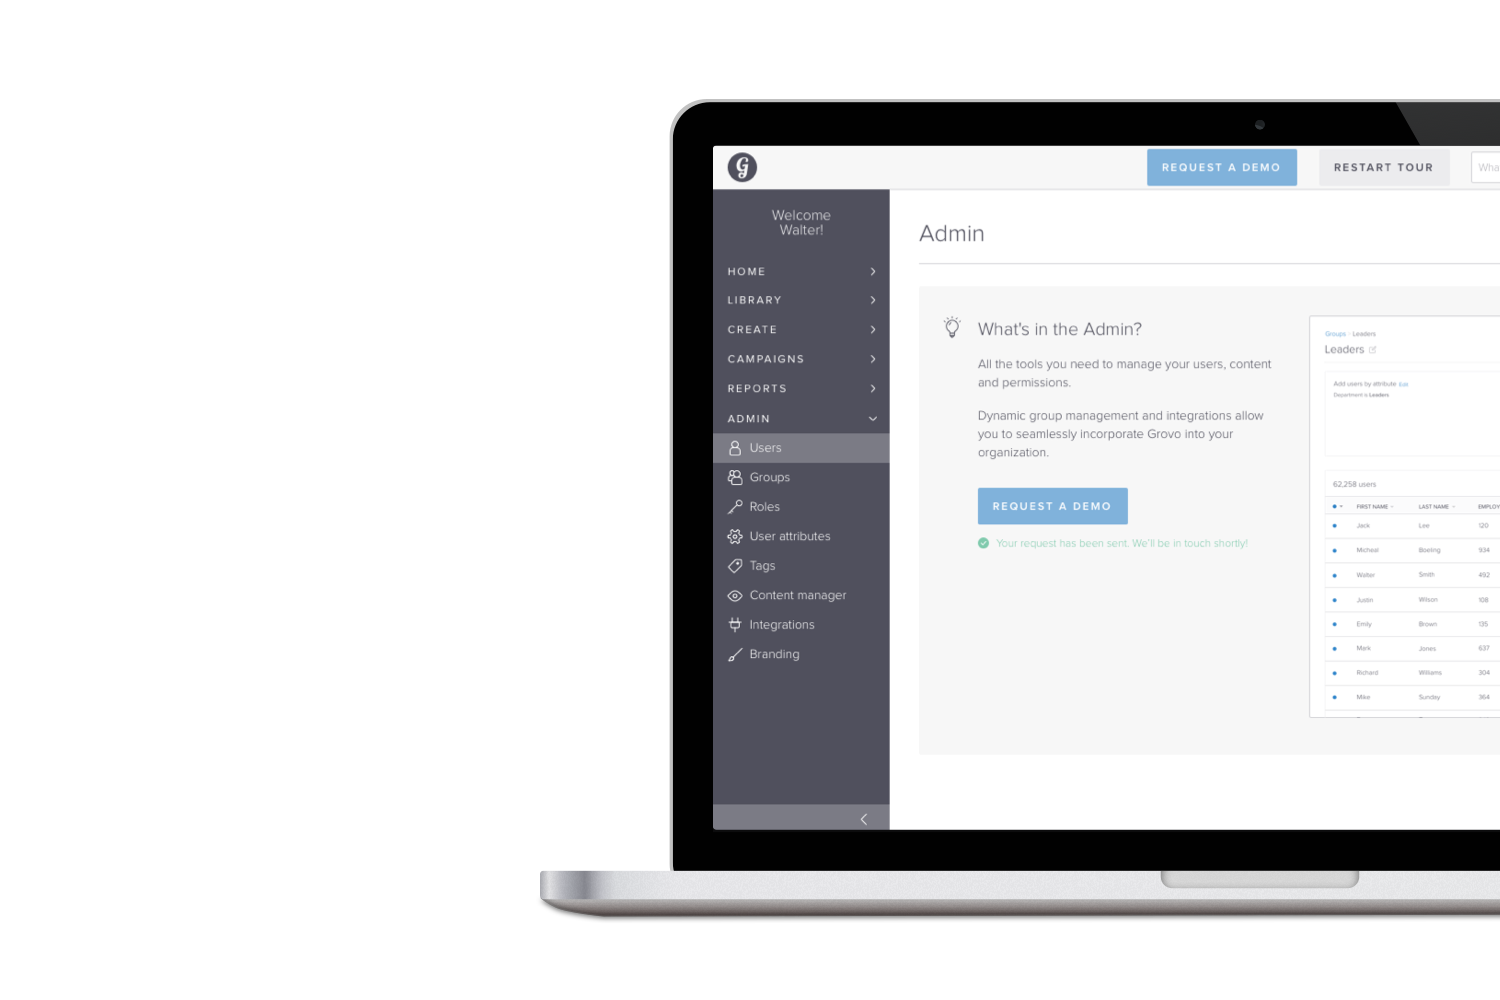 G
REQUEST A DEMO
RESTART TOUR
Wha
Welcome
Walter!
HOME
LIBRARY
CREATE
CAMPAIGNS
REPORTS
ADMIN
Users
Groups
Roles
User attributes
Tags
Content manager
Integrations
Branding
Admin
What's in the Admin?
All the tools you need to manage your users, content
and permissions.
Dynamic group management and integrations allow
you to seamlessly incorporate Grovo into your
organization.
REQUEST A DEMO
Your request has been sent. We'll be in touch shortly!
Groups · Leaders
Leaders
Add users by attribute Edit
Department is Leaders
62,258 users
FIRST NAME LAST NAME EMPLOY
Jack Lee 120
Micheal Boeling 934
Walter Smith 492
Justin Wilson 108
Emily Brown 135
Mark Jones 637
Richard Williams 304
Mike Sunday 364